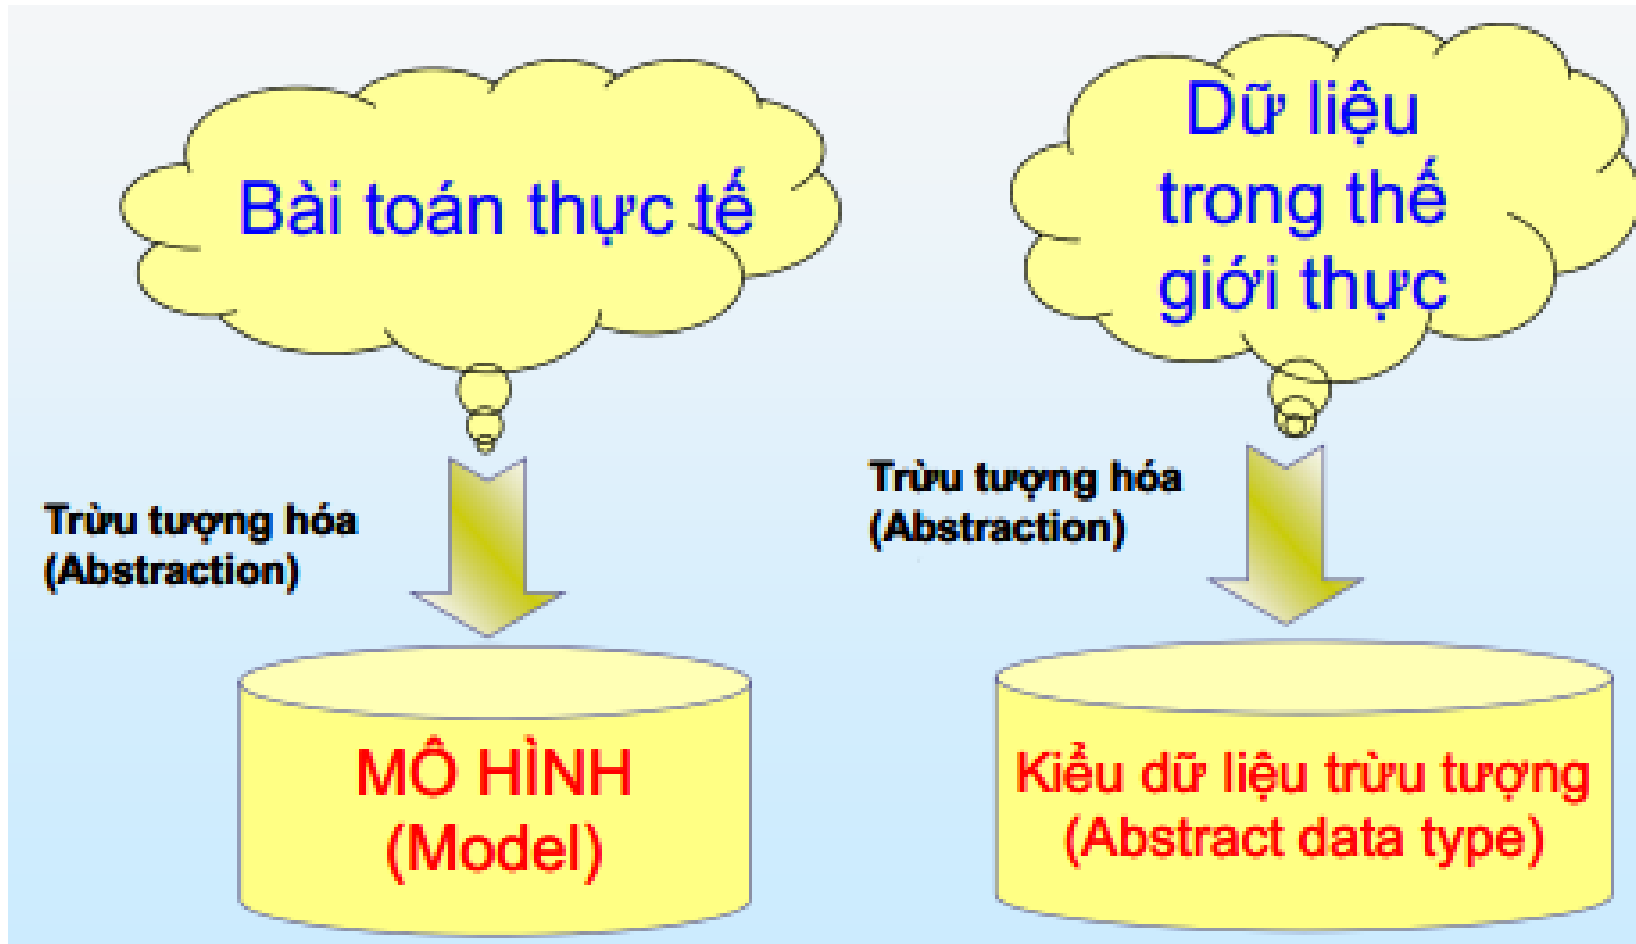 Bài toán thực tế
Trừu tượng hóa
(Abstraction)
MÔ HÌNH
(Model)
Dữ liệu
trong thế
giới thực
Trừu tượng hóa
(Abstraction)
Kiểu dữ liệu trừu tượng
(Abstract data type)